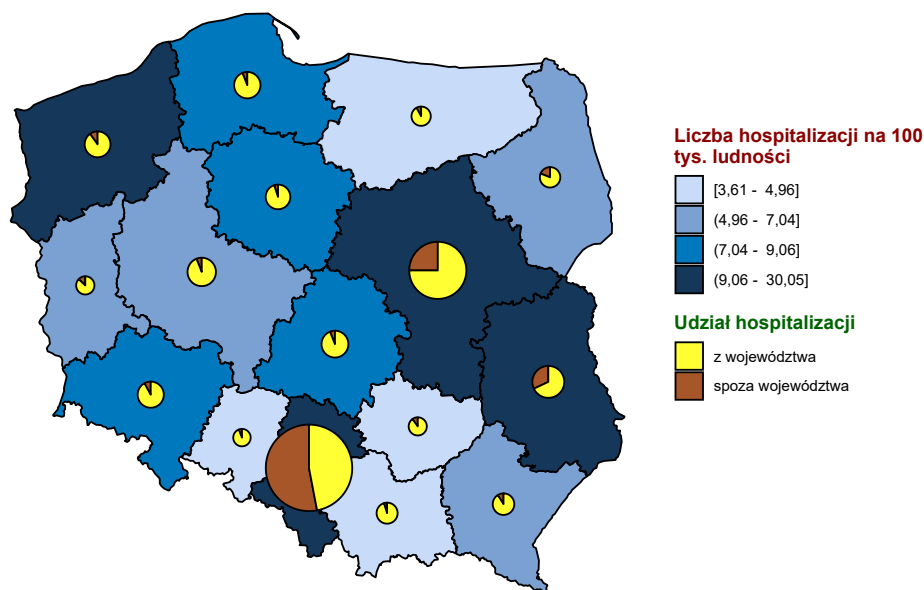 Liczba hospitalizacji na 100
tys. ludności
[3,61 - 4,96]
(4,96 - 7,04]
(7,04 - 9,06]
(9,06 - 30,05]
Udział hospitalizacji
z województwa
spoza województwa